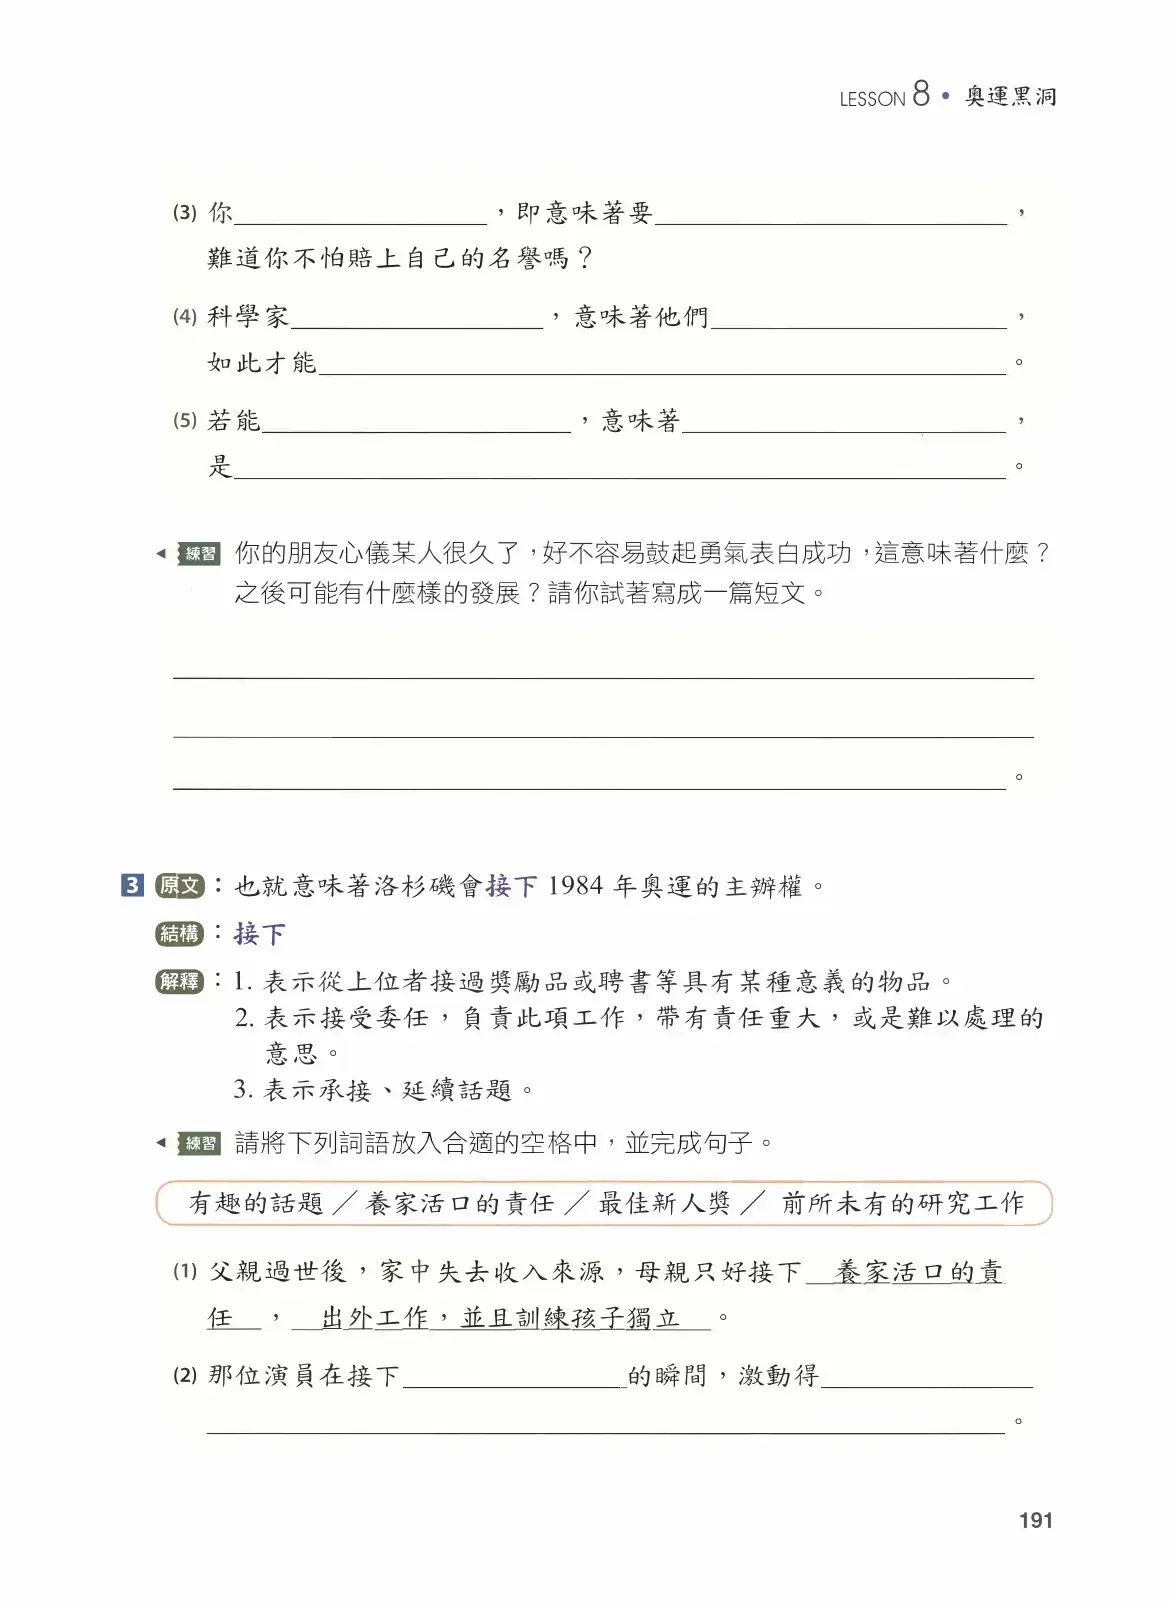 LESSON 8 • 奧運黑洞
(3) 你____________，即意味著要____________，
難道你不怕賠上自己的名譽嗎？
(4) 科學家____________，意味著他們____________，
如此才能____________。
(5) 若能____________，意味著____________，
是____________。
◀ 練習 你的朋友心儀某人很久了，好不容易鼓起勇氣表白成功，這意味著什麼？
之後可能有什麼樣的發展？請你試著寫成一篇短文。
。
3 原文：也就意味著洛杉磯會接下 1984 年奧運的主辦權。
結構：接下
解釋：1. 表示從上位者接過獎勵品或聘書等具有某種意義的物品。
2. 表示接受委任，負責此項工作，帶有責任重大，或是難以處理的
意思。
3. 表示承接、延續話題。
◀ 練習 請將下列詞語放入合適的空格中，並完成句子。
有趣的話題／養家活口的責任／最佳新人獎／前所未有的研究工作
(1) 父親過世後，家中失去收入來源，母親只好接下 養家活口的責
任 ， 出外工作，並且訓練孩子獨立 。
(2) 那位演員在接下____________的瞬間，激動得____________
____________。
191